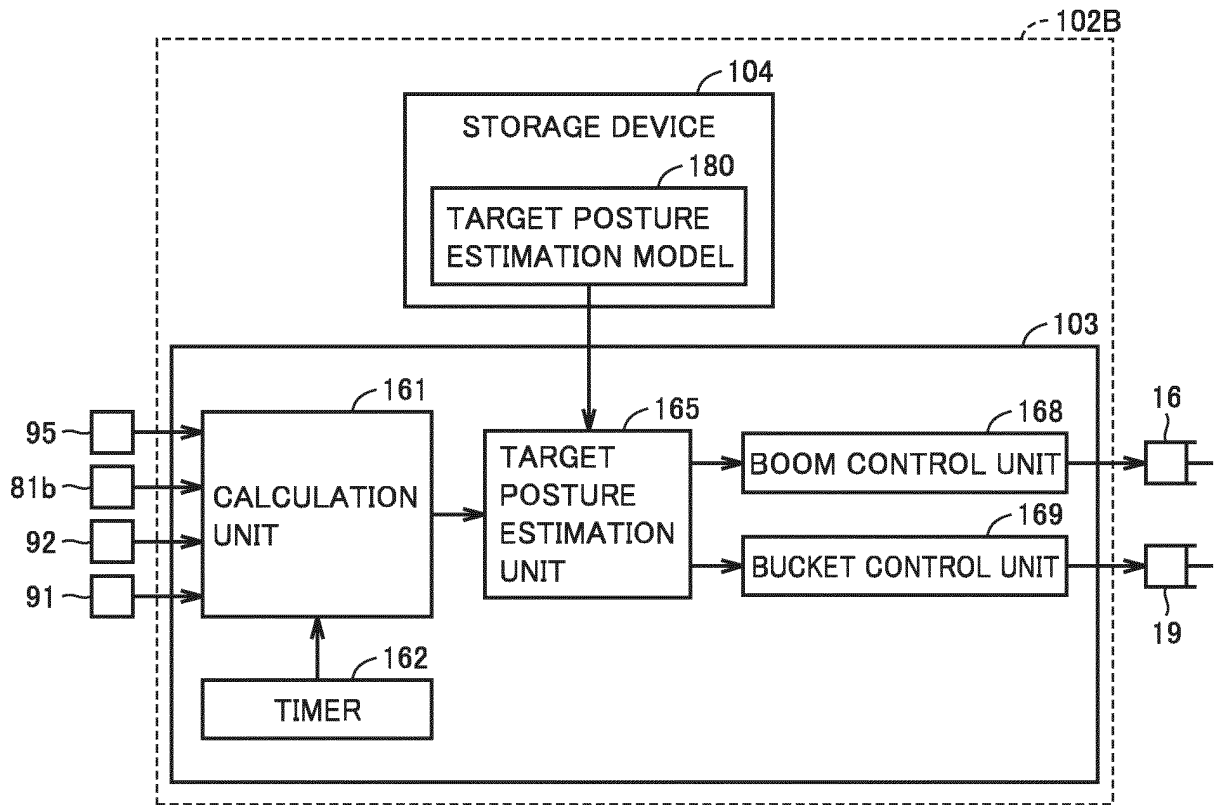 102B
104
STORAGE DEVICE
180
TARGET POSTURE
ESTIMATION MODEL
103
161
165
168
16
95
81b
92
91
CALCULATION
UNIT
TARGET
POSTURE
ESTIMATION
UNIT
BOOM CONTROL UNIT
169
BUCKET CONTROL UNIT
19
162
TIMER